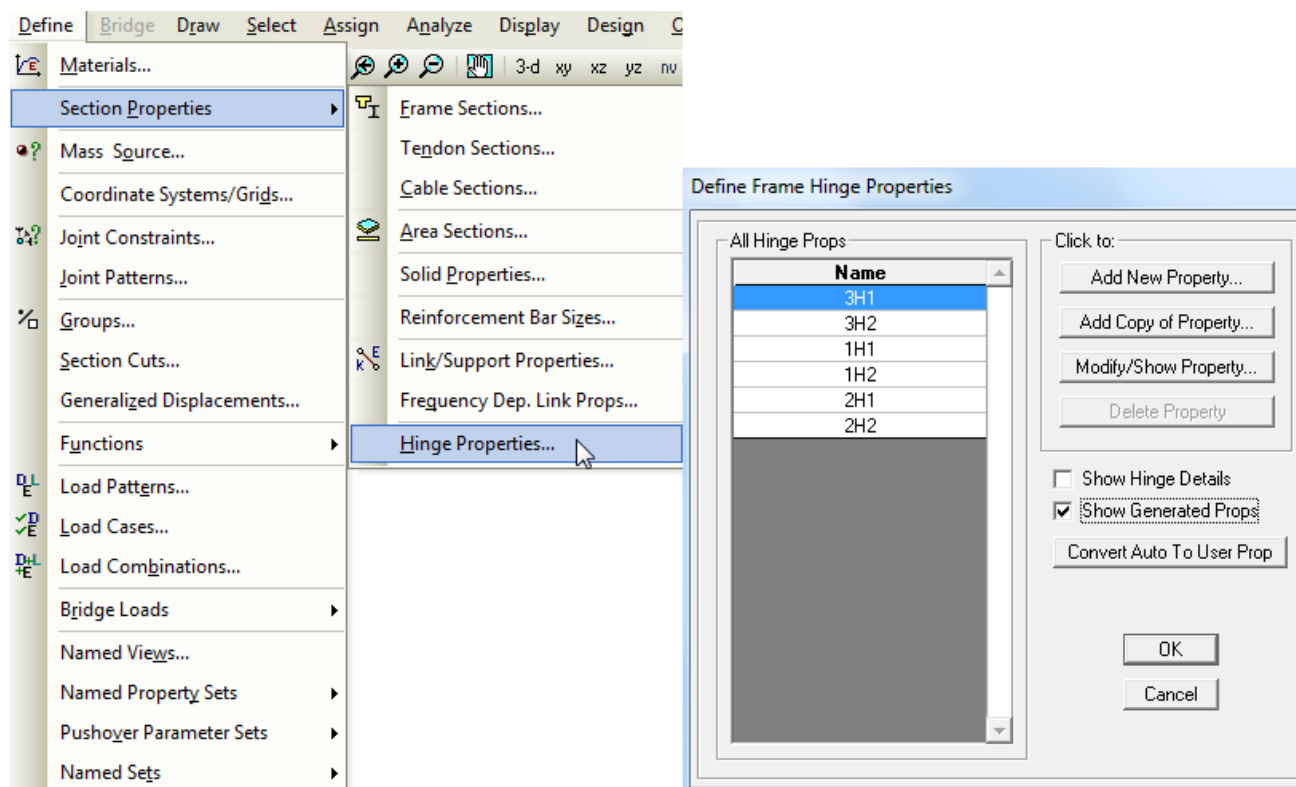 Define Bridge Draw Select Assign Analyze Display Design
Materials...
Section Properties
Mass Source...
Coordinate Systems/Grids...
Joint Constraints...
Joint Patterns...
Groups...
Section Cuts...
Generalized Displacements...
Functions
Load Patterns...
Load Cases...
Load Combinations...
Bridge Loads
Named Views...
Named Property Sets
Pushover Parameter Sets
Named Sets
3-d xy xz yz nv
Frame Sections...
Tendon Sections...
Cable Sections...
Area Sections...
Solid Properties...
Reinforcement Bar Sizes...
Link/Support Properties...
Frequency Dep. Link Props...
Hinge Properties...
Define Frame Hinge Properties
All Hinge Props
Name
3H1
3H2
1H1
1H2
2H1
2H2
Click to:
Add New Property...
Add Copy of Property...
Modify/Show Property...
Delete Property
Show Hinge Details
Show Generated Props
Convert Auto To User Prop
OK
Cancel